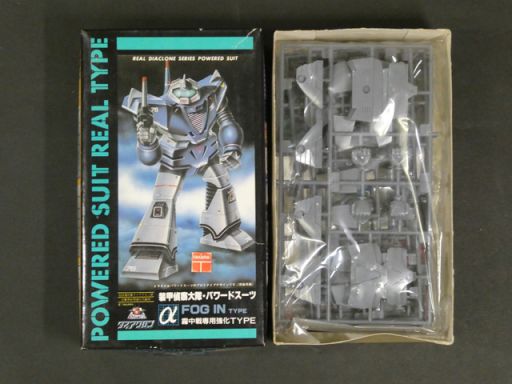 POWERED SUIT REAL TYPE
REAL DIACLONE SERIES POWERED SUIT
装甲偵察大隊・パワードスーツ
α FOG IN TYPE
霧中戦専用強化TYPE
ダイアクロン